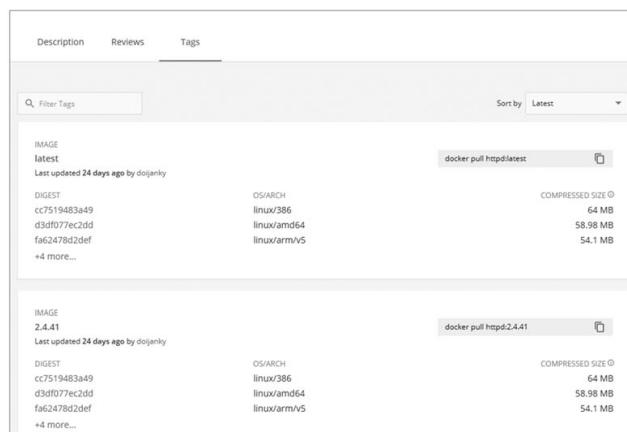 Description Reviews Tags
Filter Tags Sort by Latest
IMAGE
latest docker pull httpd:latest
Last updated 24 days ago by doijanky
DIGEST OS/ARCH COMPRESSED SIZE
cc7519483a49 linux/386 64 MB
d3df077ec2dd linux/amd64 58.98 MB
fa62478d2def linux/arm/v5 54.1 MB
+4 more...
IMAGE
2.4.41 docker pull httpd:2.4.41
Last updated 24 days ago by doijanky
DIGEST OS/ARCH COMPRESSED SIZE
cc7519483a49 linux/386 64 MB
d3df077ec2dd linux/amd64 58.98 MB
fa62478d2def linux/arm/v5 54.1 MB
+4 more...